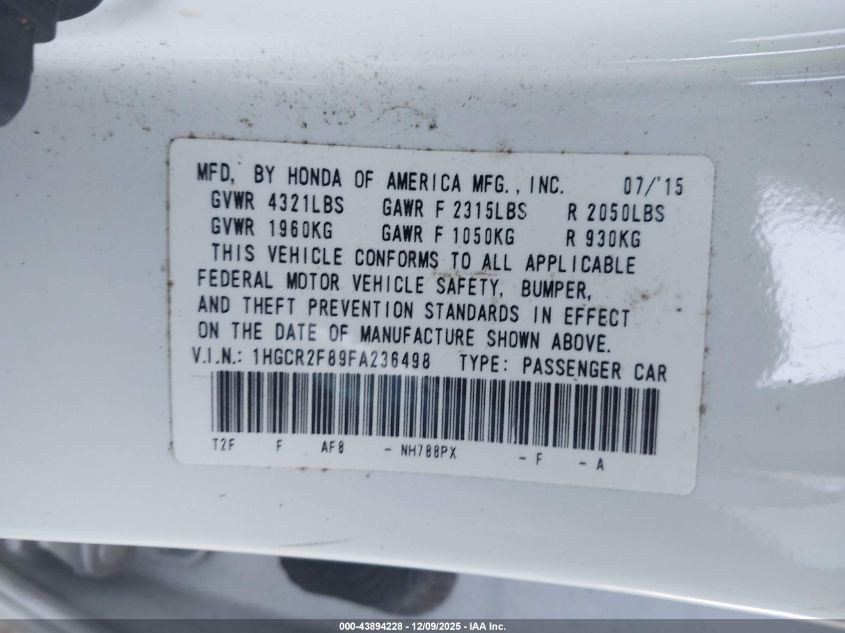 MFD. BY HONDA OF AMERICA MFG., INC. 07/'15
GVWR 4321LBS GAWR F 2315LBS R 2050LBS
GVWR 1960KG GAWR F 1050KG R 930KG
THIS VEHICLE CONFORMS TO ALL APPLICABLE
FEDERAL MOTOR VEHICLE SAFETY, BUMPER,
AND THEFT PREVENTION STANDARDS IN EFFECT
ON THE DATE OF MANUFACTURE SHOWN ABOVE.
V.I.N.: 1HGCR2F89FA236498 TYPE: PASSENGER CAR
T2F F AF8 - NH788PX - F - A
000-43894228 - 12/09/2025 - IAA Inc.